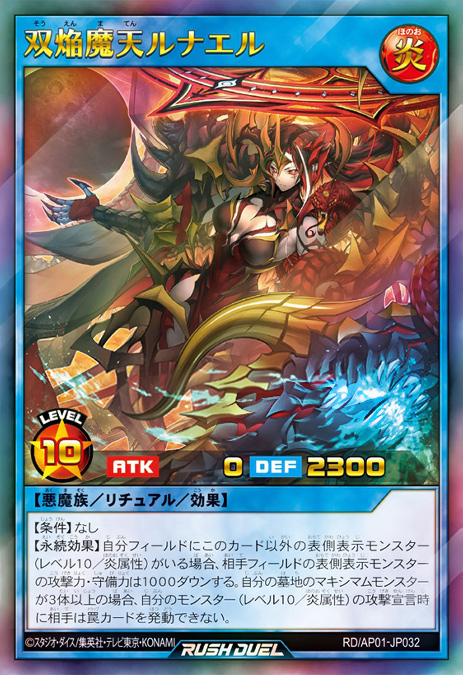 双焔魔天ルナエル
炎
LEVEL
10
ATK 0 DEF 2300
【悪魔族/リチュアル/効果】
【条件】なし
【永続効果】自分フィールドにこのカード以外の表側表示モンスター
(レベル10/炎属性)がいる場合、相手フィールドの表側表示モンスター
の攻撃力・守備力は1000ダウンする。自分の墓地のマキシマムモンスター
が3体以上の場合、自分のモンスター(レベル10/炎属性)の攻撃宣言時
に相手は罠カードを発動できない。
©スタジオ・ダイス/集英社・テレビ東京・KONAMI RUSH DUEL RD/AP01-JP032